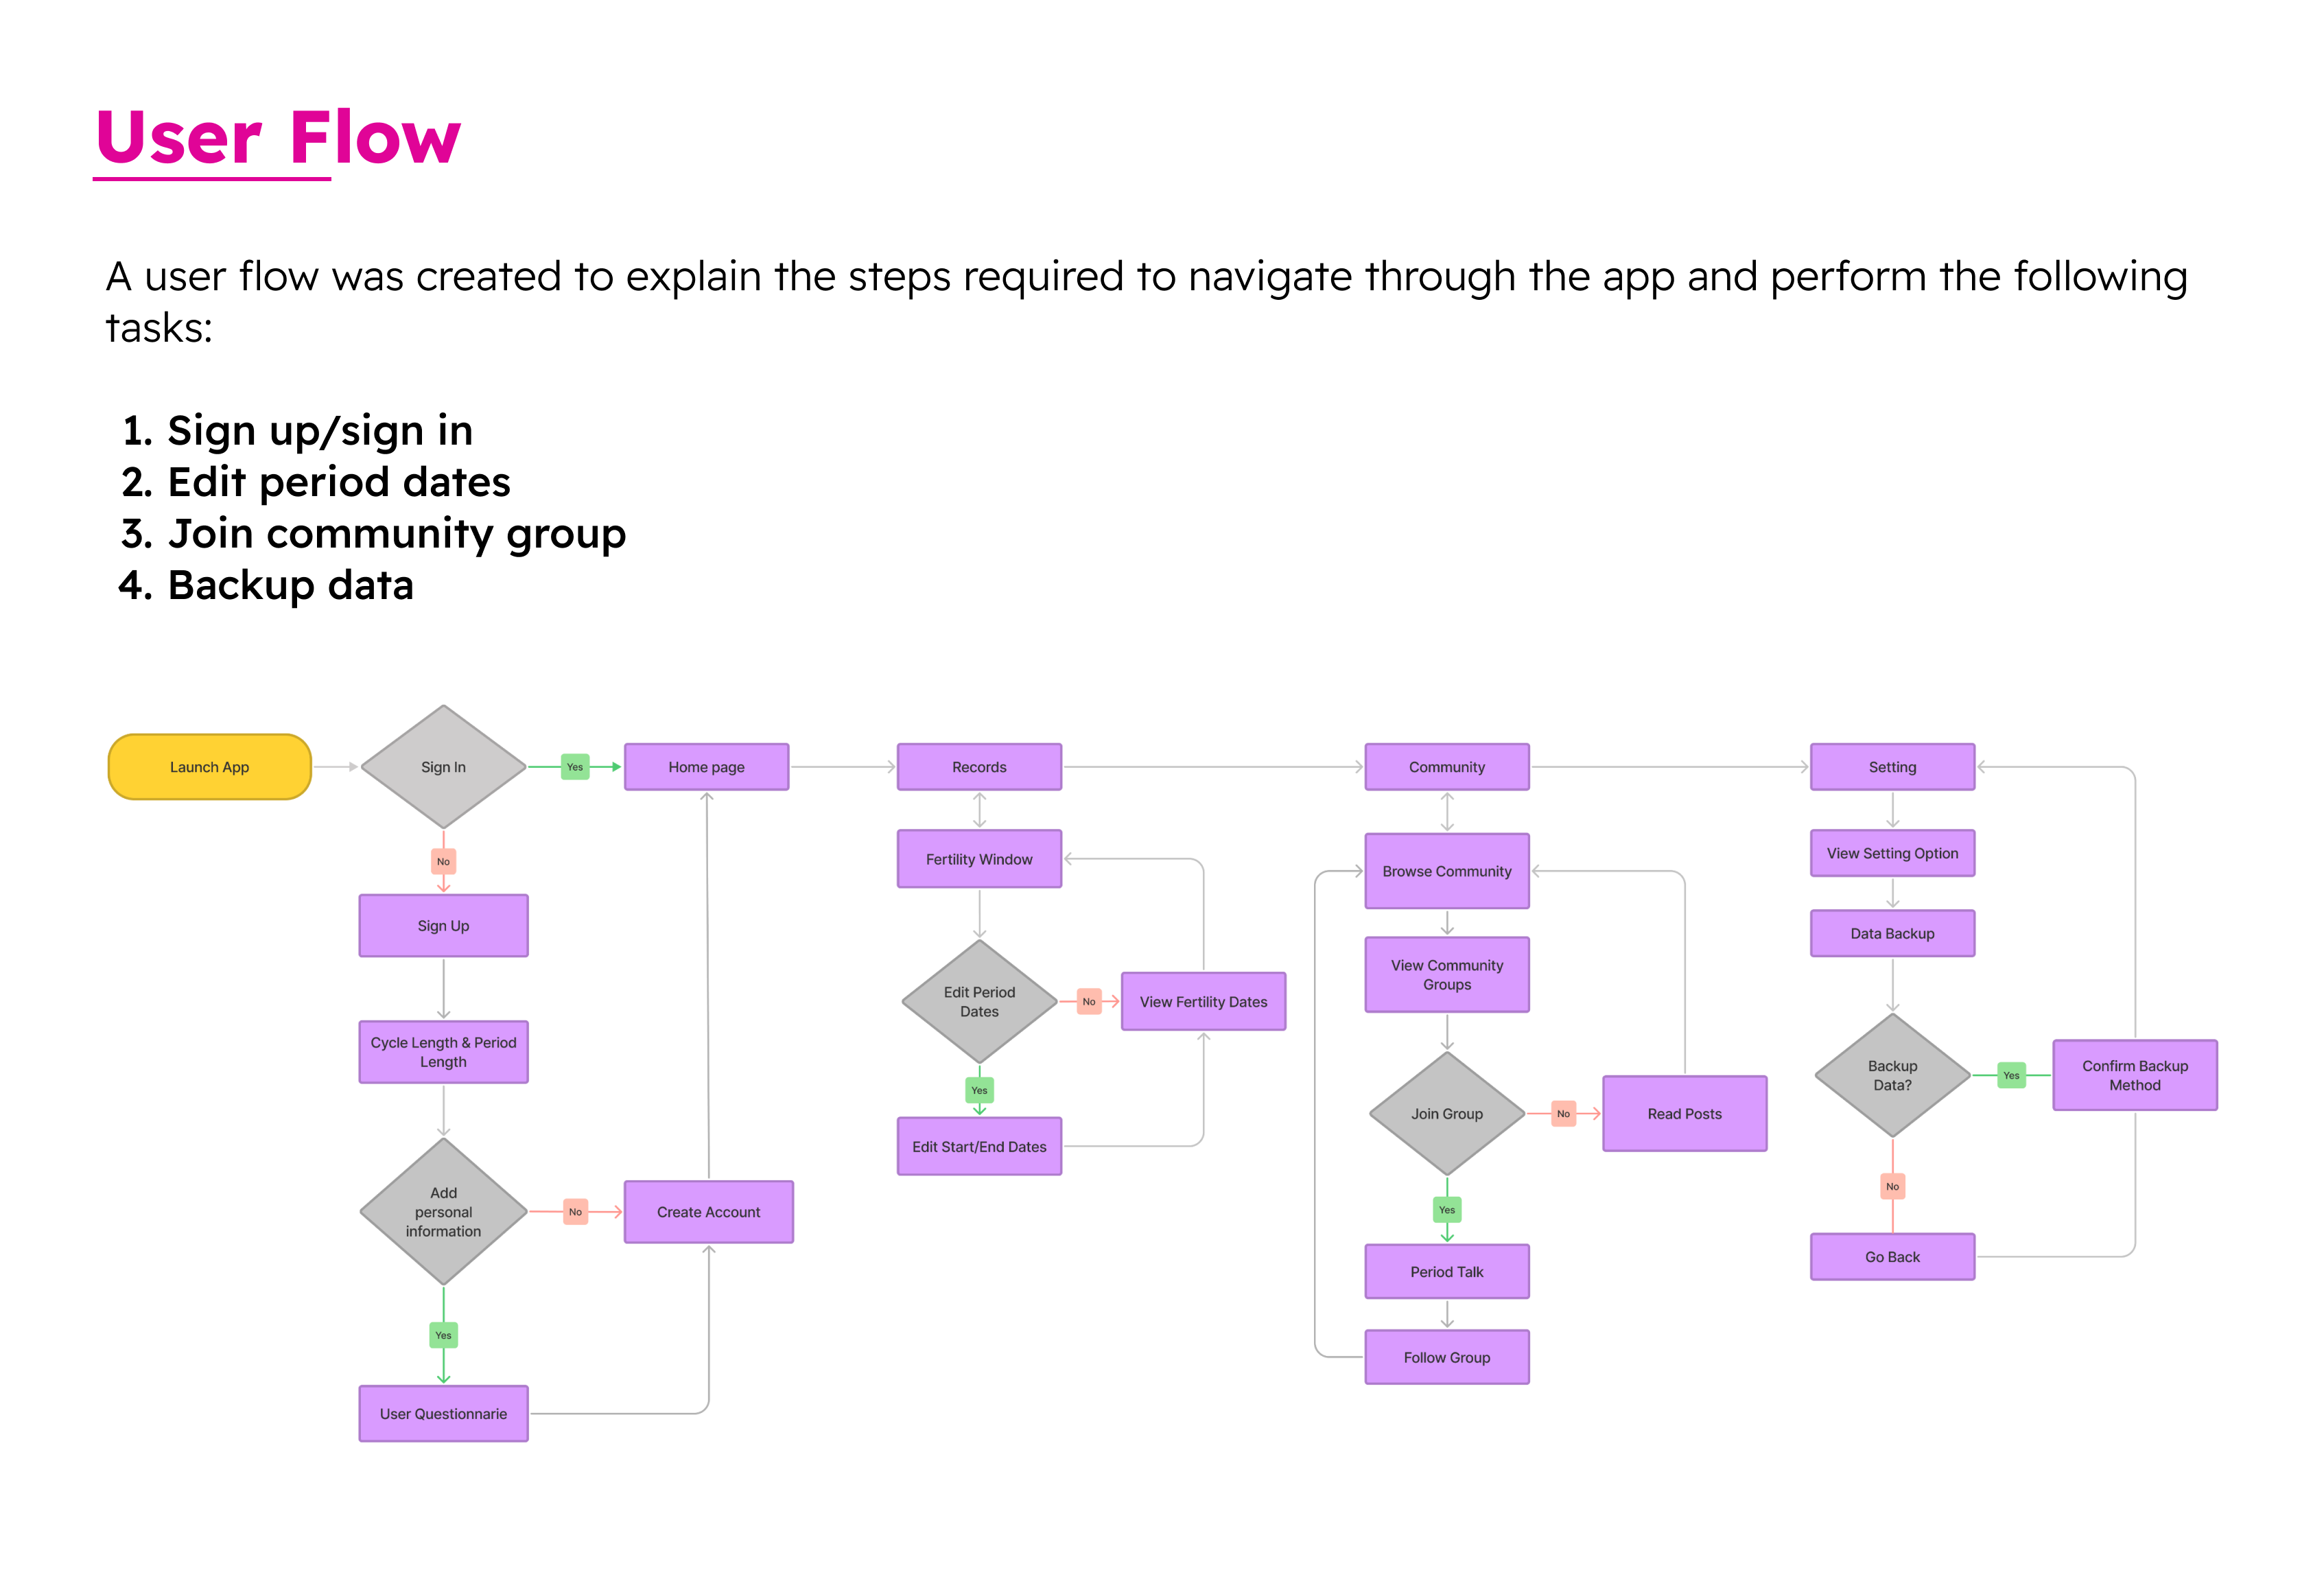 User Flow
A user flow was created to explain the steps required to navigate through the app and perform the following
tasks:
1. Sign up/sign in
2. Edit period dates
3. Join community group
4. Backup data
Launch App
Sign In
Yes
Home page
Records
Community
Setting
No
Sign Up
Cycle Length & Period
Length
Add
personal
information
No
Create Account
Yes
User Questionnarie
Fertility Window
Edit Period
Dates
No
View Fertility Dates
Yes
Edit Start/End Dates
Browse Community
View Community
Groups
Join Group
No
Read Posts
Yes
Period Talk
Follow Group
View Setting Option
Data Backup
Backup
Data?
Yes
Confirm Backup
Method
No
Go Back